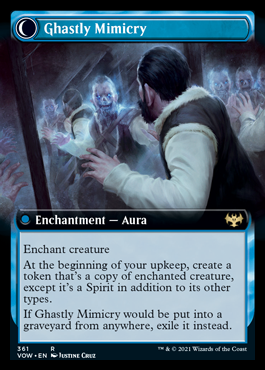 Ghastly Mimicry
Enchantment — Aura
Enchant creature
At the beginning of your upkeep, create a
token that's a copy of enchanted creature,
except it's a Spirit in addition to its other
types.
If Ghastly Mimicry would be put into a
graveyard from anywhere, exile it instead.
361 R
VOW • EN Justine Cruz
™ & © 2021 Wizards of the Coast